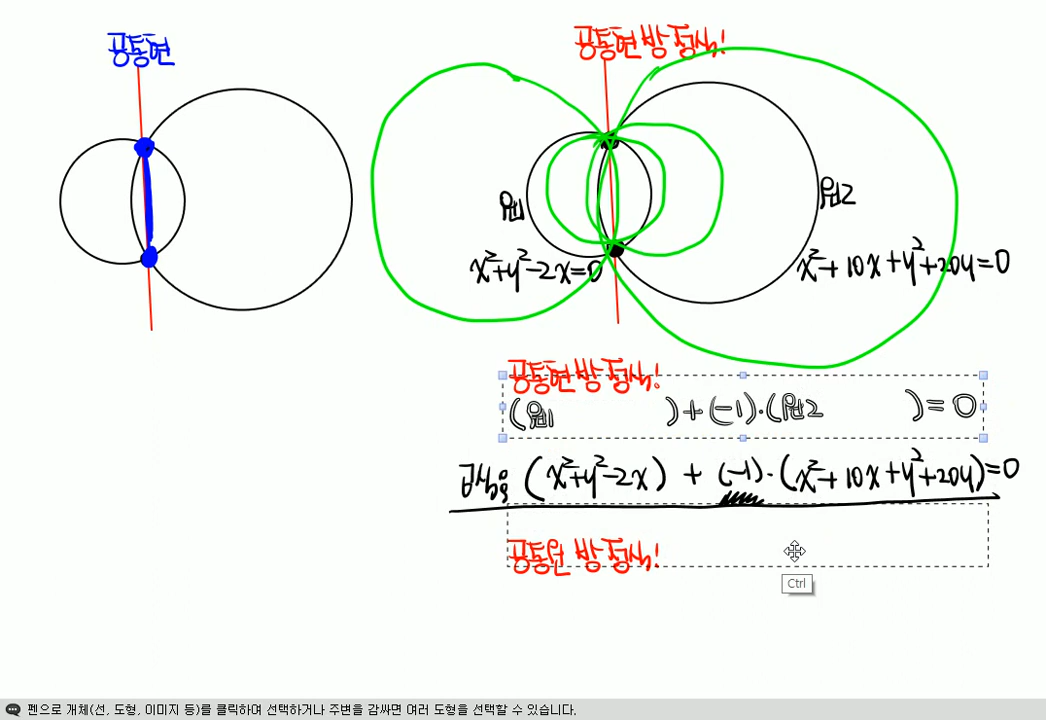 공통현
공통현 방정식!
원1
원2
x²+y²-2x=0
x²+10x+y²+20y=0
공통현 방정식!
(원1 )+(-1)·(원2 )=0
급식은 (x²+y²-2x) + (-1)·(x²+10x+y²+20y)=0
공통원 방정식!
Ctrl
펜으로 개체(선, 도형, 이미지 등)를 클릭하여 선택하거나 주변을 감싸면 여러 도형을 선택할 수 있습니다.